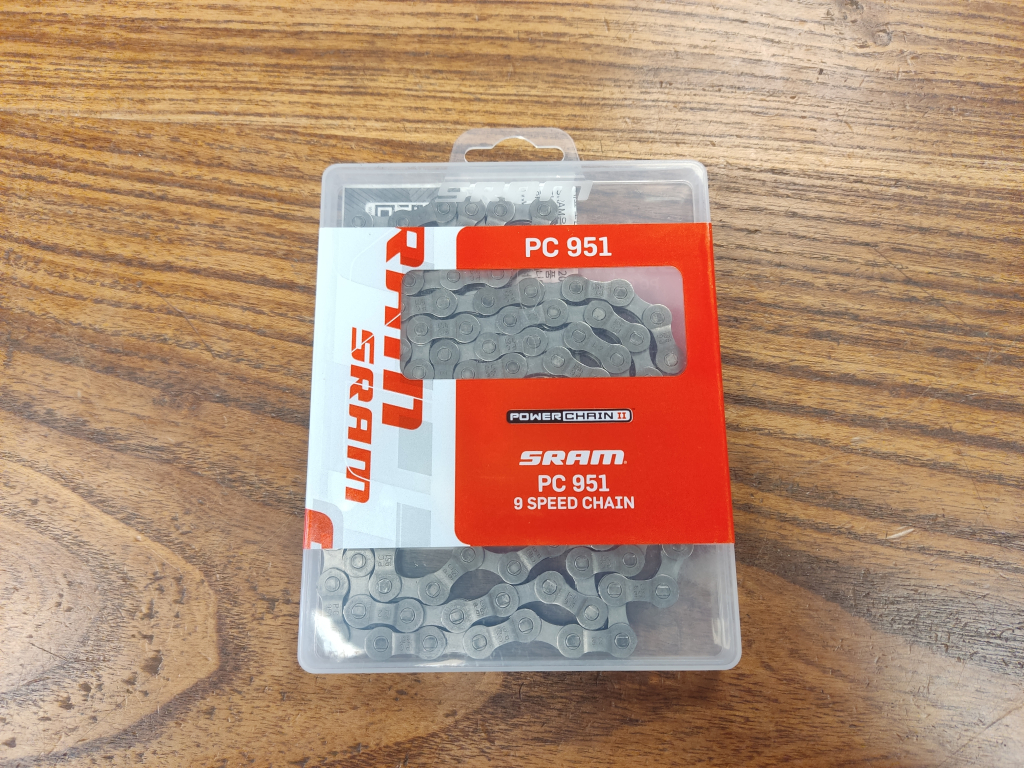 PC 951
SRAM
SRAM
POWERCHAIN II
SRAM
PC 951
9 SPEED CHAIN